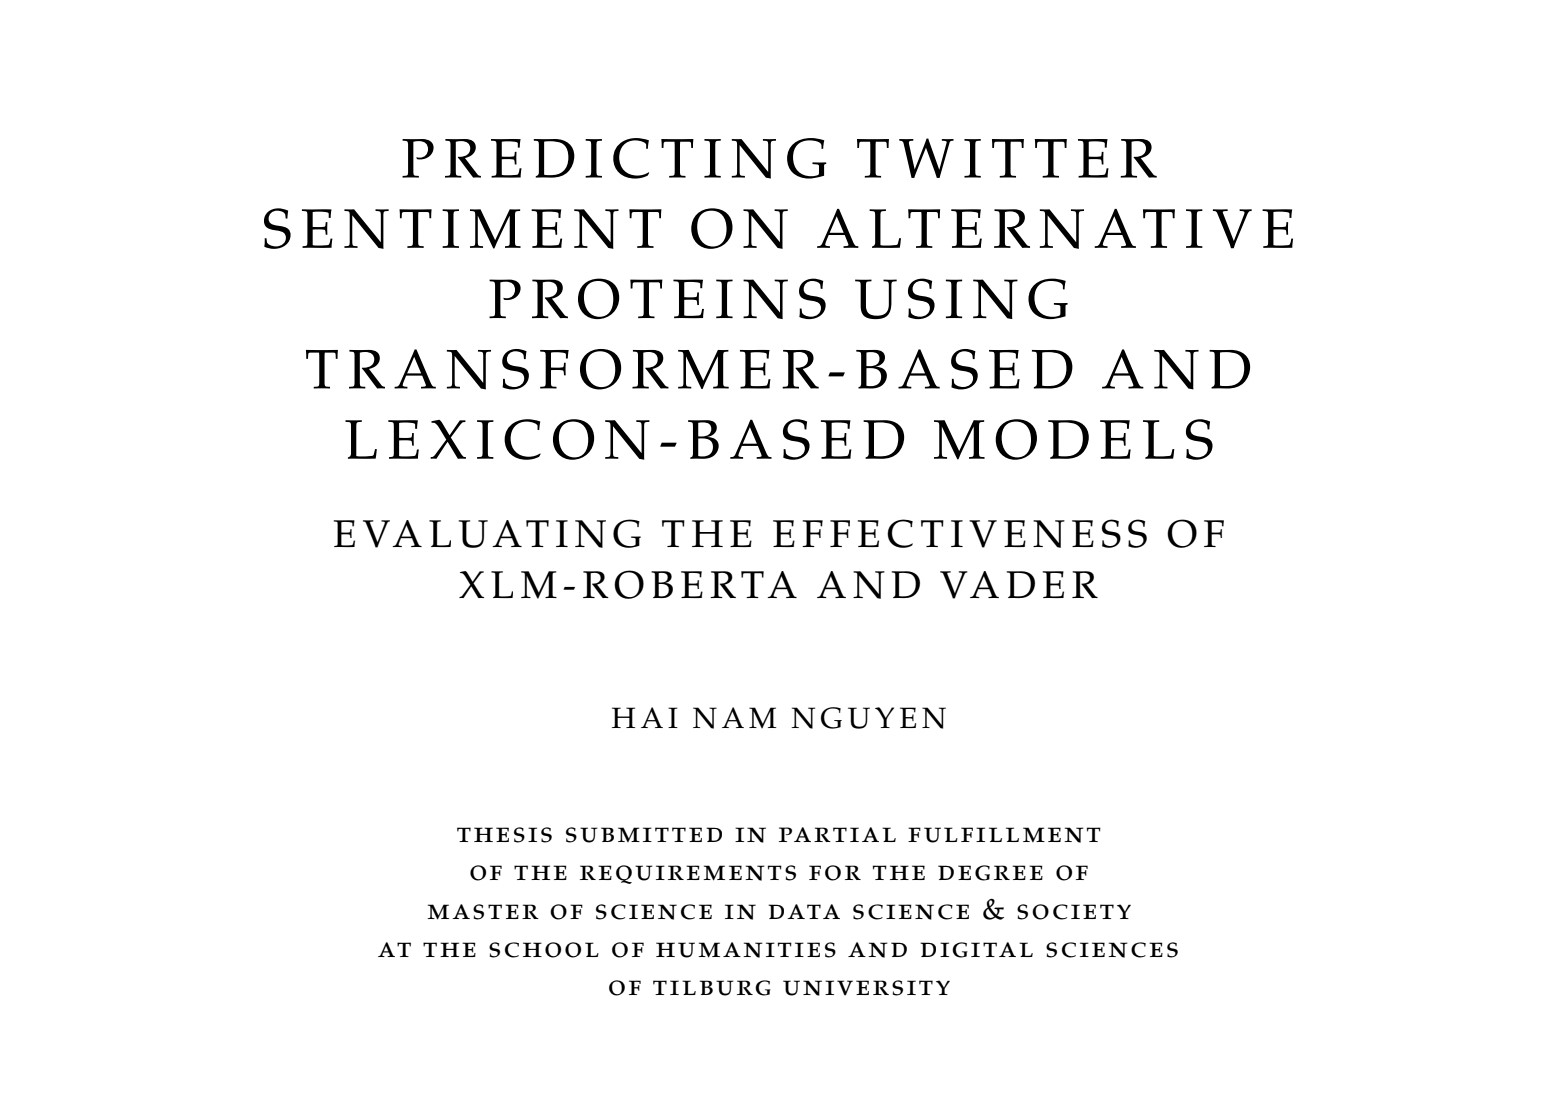 PREDICTING TWITTER
SENTIMENT ON ALTERNATIVE
PROTEINS USING
TRANSFORMER-BASED AND
LEXICON-BASED MODELS
EVALUATING THE EFFECTIVENESS OF
XLM-ROBERTA AND VADER
HAI NAM NGUYEN
THESIS SUBMITTED IN PARTIAL FULFILLMENT
OF THE REQUIREMENTS FOR THE DEGREE OF
MASTER OF SCIENCE IN DATA SCIENCE & SOCIETY
AT THE SCHOOL OF HUMANITIES AND DIGITAL SCIENCES
OF TILBURG UNIVERSITY